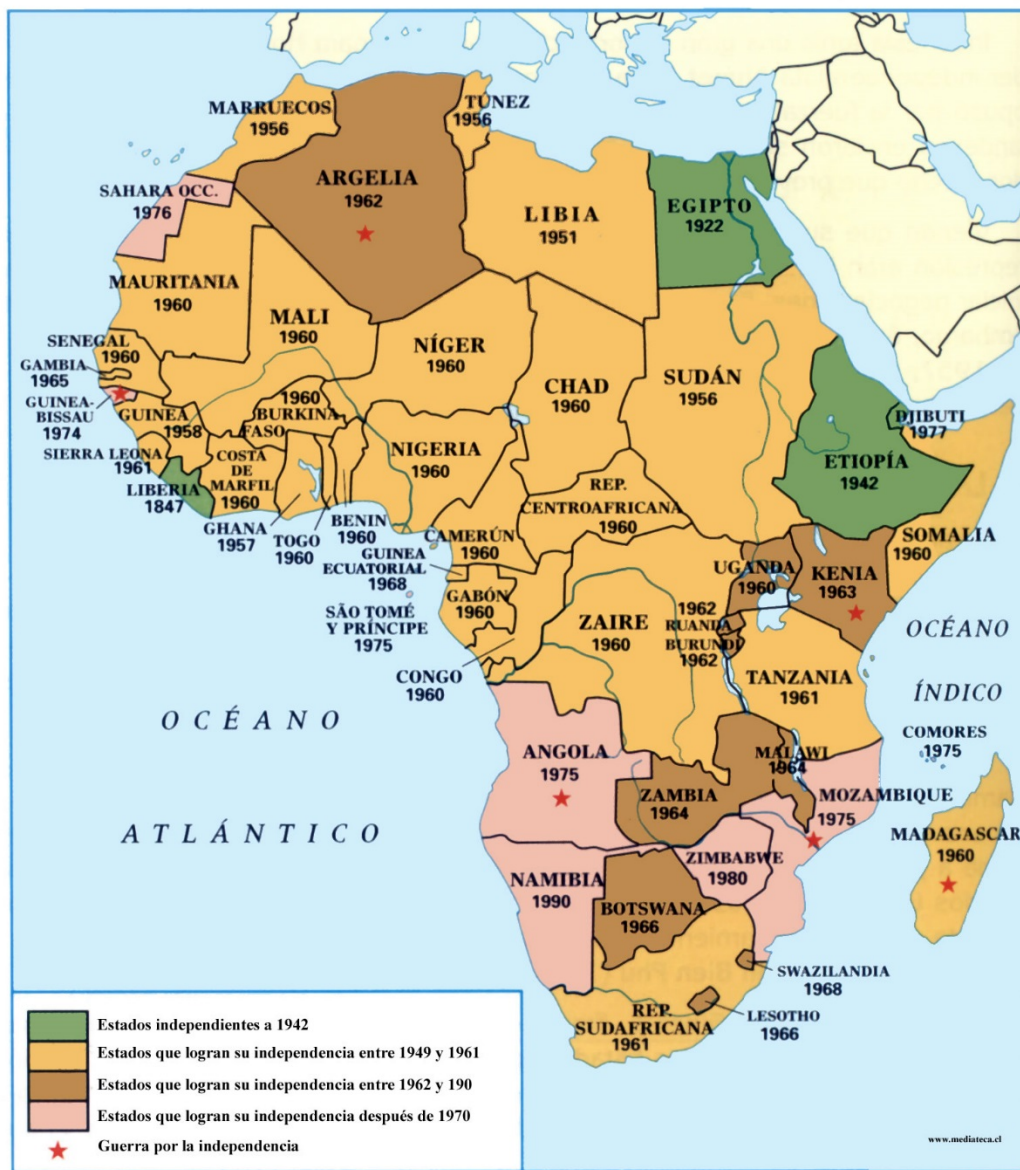 MARRUECOS
1956
TÚNEZ
1956
ARGELIA
1962
LIBIA
1951
EGIPTO
1922
SAHARA OCC.
1976
MAURITANIA
1960
MALI
1960
NÍGER
1960
CHAD
1960
SUDÁN
1956
SENEGAL
1960
GAMBIA
1965
GUINEA-
BISSAU
1974
GUINEA
1958
1960
BURKINA
FASO
SIERRA LEONA
1961
LIBERIA
1847
COSTA
DE
MARFIL
1960
GHANA
1957
TOGO
1960
BENIN
1960
NIGERIA
1960
CAMERÚN
1960
REP.
CENTROAFRICANA
1960
DJIBUTI
1977
ETIOPÍA
1942
SOMALIA
1960
GUINEA
ECUATORIAL
1968
GABÓN
1960
SÃO TOMÉ
Y PRÍNCIPE
1975
CONGO
1960
ZAIRE
1960
UGANDA
1960
KENIA
1963
1962
RUANDA
BURUNDI
1962
TANZANIA
1961
OCÉANO
ÍNDICO
COMORES
1975
OCÉANO
ATLÁNTICO
ANGOLA
1975
ZAMBIA
1964
MALAWI
1964
MOZAMBIQUE
1975
MADAGASCAR
1960
NAMIBIA
1990
ZIMBABWE
1980
BOTSWANA
1966
SWAZILANDIA
1968
LESOTHO
1966
REP.
SUDAFRICANA
1961
Estados independientes a 1942
Estados que logran su independencia entre 1949 y 1961
Estados que logran su independencia entre 1962 y 190
Estados que logran su independencia después de 1970
Guerra por la independencia
www.mediateca.cl